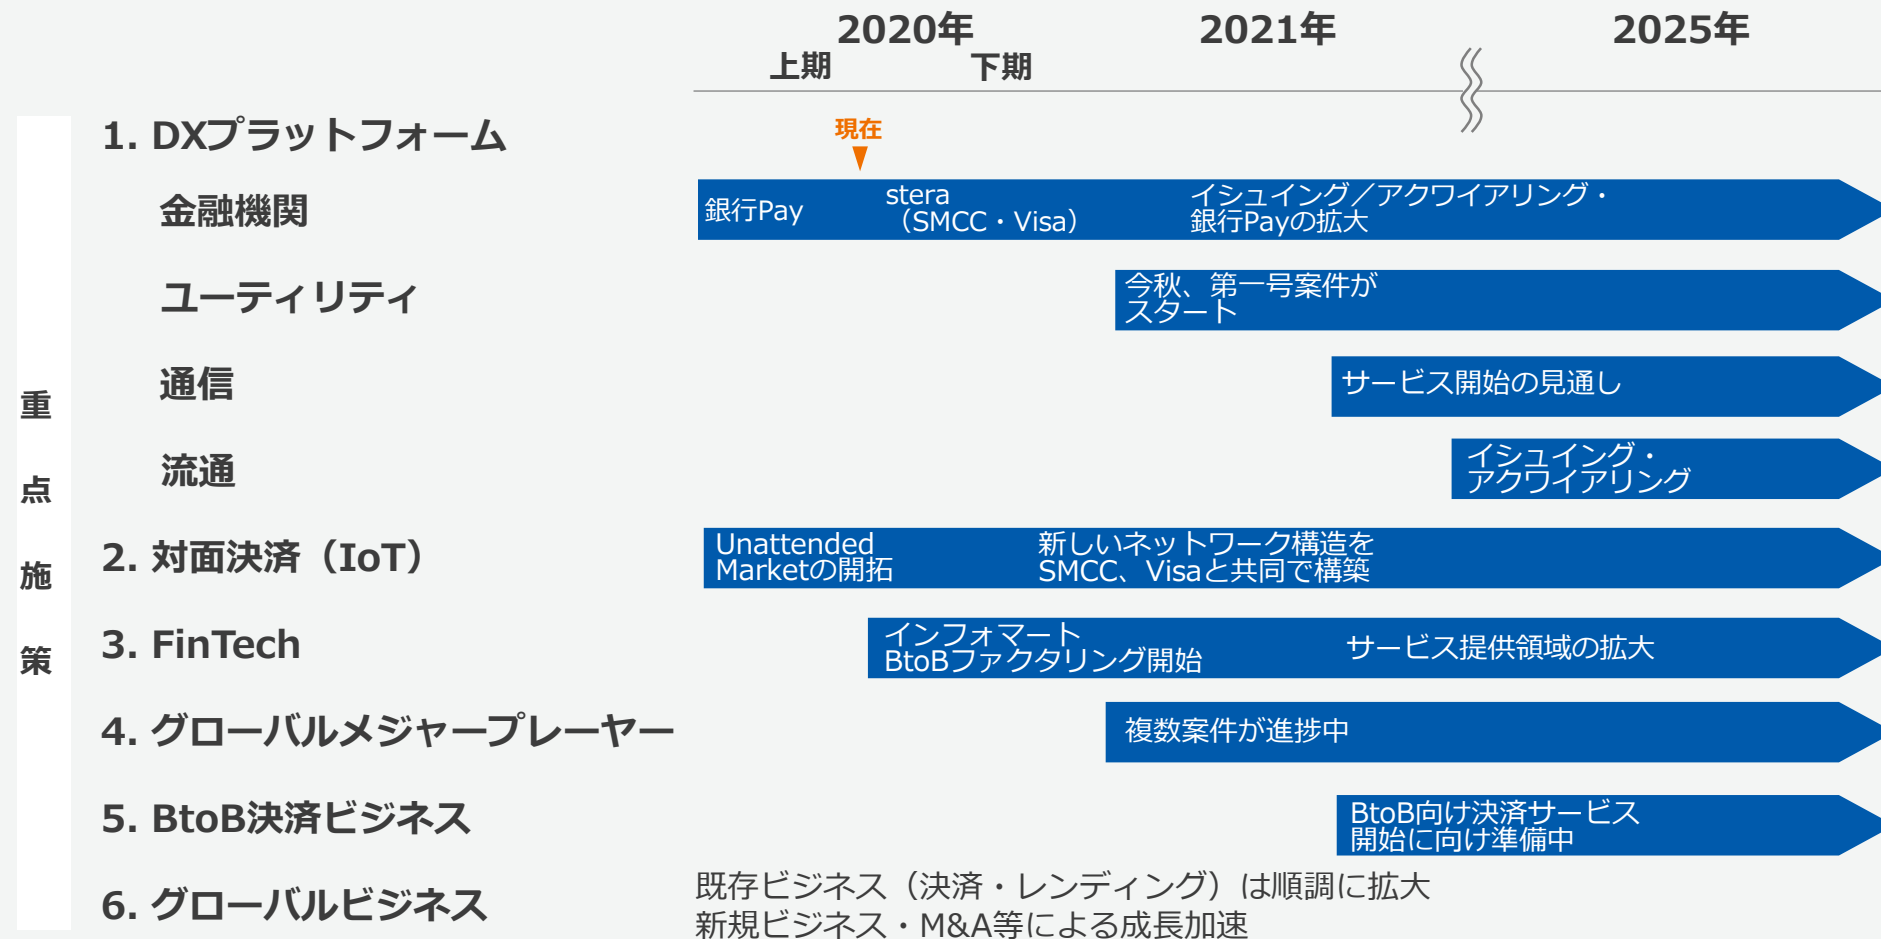 2020年
2021年
2025年
上期
下期
現在
重
点
施
策
1. DXプラットフォーム
金融機関
銀行Pay
stera
（SMCC・Visa）
イシュイング／アクワイアリング・
銀行Payの拡大
ユーティリティ
今秋、第一号案件が
スタート
通信
サービス開始の見通し
流通
イシュイング・
アクワイアリング
2. 対面決済（IoT）
Unattended
Marketの開拓
新しいネットワーク構造を
SMCC、Visaと共同で構築
3. FinTech
インフォマート
BtoBファクタリング開始
サービス提供領域の拡大
4. グローバルメジャープレーヤー
複数案件が進捗中
5. BtoB決済ビジネス
BtoB向け決済サービス
開始に向け準備中
6. グローバルビジネス
既存ビジネス（決済・レンディング）は順調に拡大
新規ビジネス・M&A等による成長加速